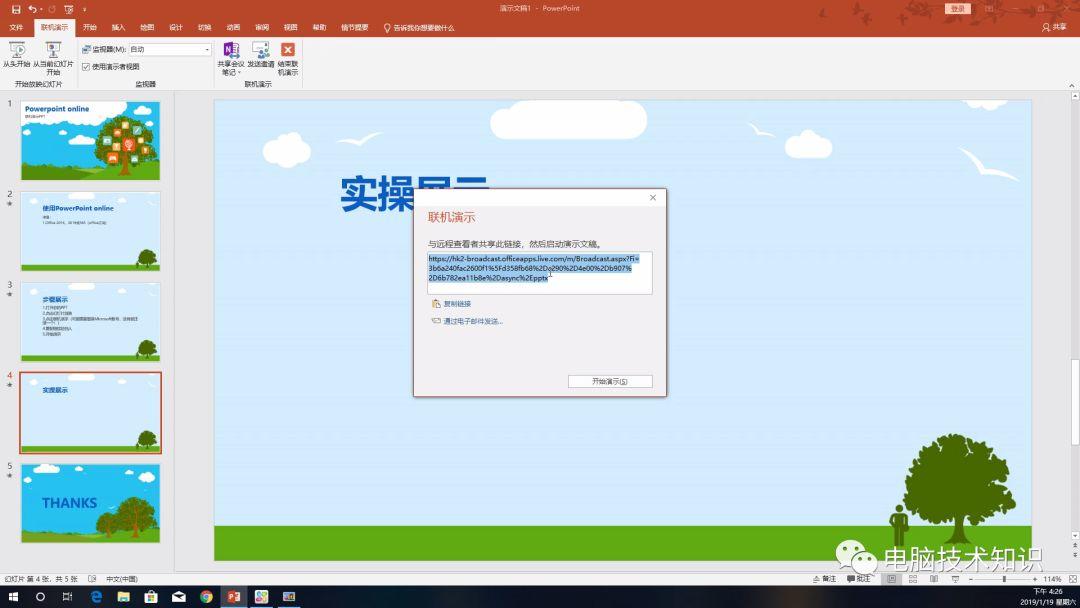 演示文稿1 - PowerPoint
登录
文件 联机演示 开始 插入 绘图 设计 切换 动画 审阅 视图 帮助 情节提要 告诉我你想要做什么
共享
从头开始 从当前幻灯片
开始
开始放映幻灯片
监视器(M): 自动
使用演示者视图
监视器
共享会议 发送邀请 结束联
笔记 机演示
联机演示
1
Powerpoint online
2
使用PowerPoint online
3
步骤展示
4
实操展示
5
THANKS
实操展示
联机演示
与远程查看者共享此链接，然后启动演示文稿。
https://hk2-broadcast.officeapps.live.com/m/Broadcast.aspx?Fi=
3b6a240fac2600f1%5Fd358fb68%2De290%2D4e00%2Db907%
2D6b782ea11b8e%2Dasync%2Epptx
复制链接
通过电子邮件发送...
开始演示(S)
电脑技术知识
幻灯片 第 4 张，共 5 张 中文(中国)
备注 批注
114%
下午 4:26
2019/1/19 星期六